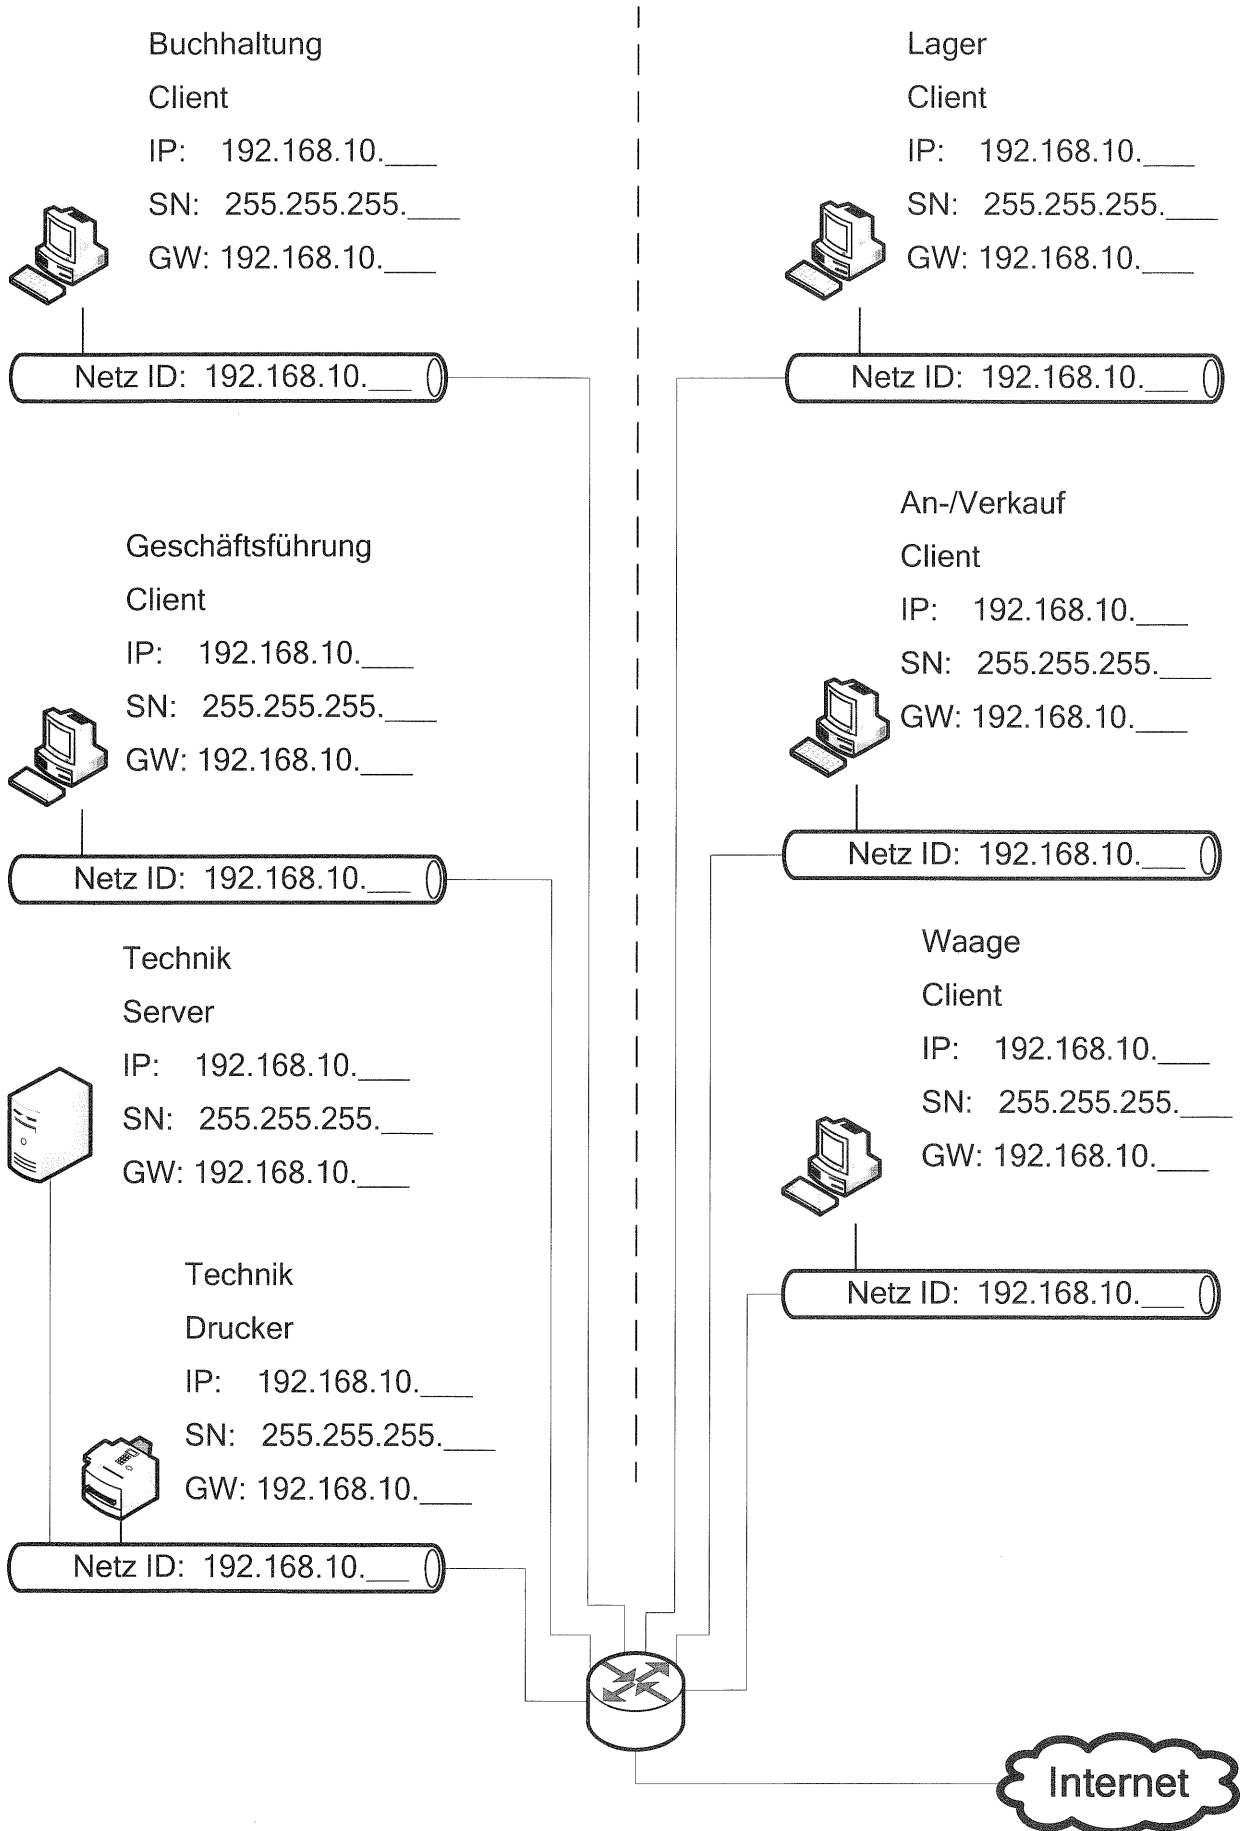 Buchhaltung
Client
IP: 192.168.10.___
SN: 255.255.255.___
GW: 192.168.10.___
Netz ID: 192.168.10.___
Geschäftsführung
Client
IP: 192.168.10.___
SN: 255.255.255.___
GW: 192.168.10.___
Netz ID: 192.168.10.___
Technik
Server
IP: 192.168.10.___
SN: 255.255.255.___
GW: 192.168.10.___
Technik
Drucker
IP: 192.168.10.___
SN: 255.255.255.___
GW: 192.168.10.___
Netz ID: 192.168.10.___
Lager
Client
IP: 192.168.10.___
SN: 255.255.255.___
GW: 192.168.10.___
Netz ID: 192.168.10.___
An-/Verkauf
Client
IP: 192.168.10.___
SN: 255.255.255.___
GW: 192.168.10.___
Netz ID: 192.168.10.___
Waage
Client
IP: 192.168.10.___
SN: 255.255.255.___
GW: 192.168.10.___
Netz ID: 192.168.10.___
Internet